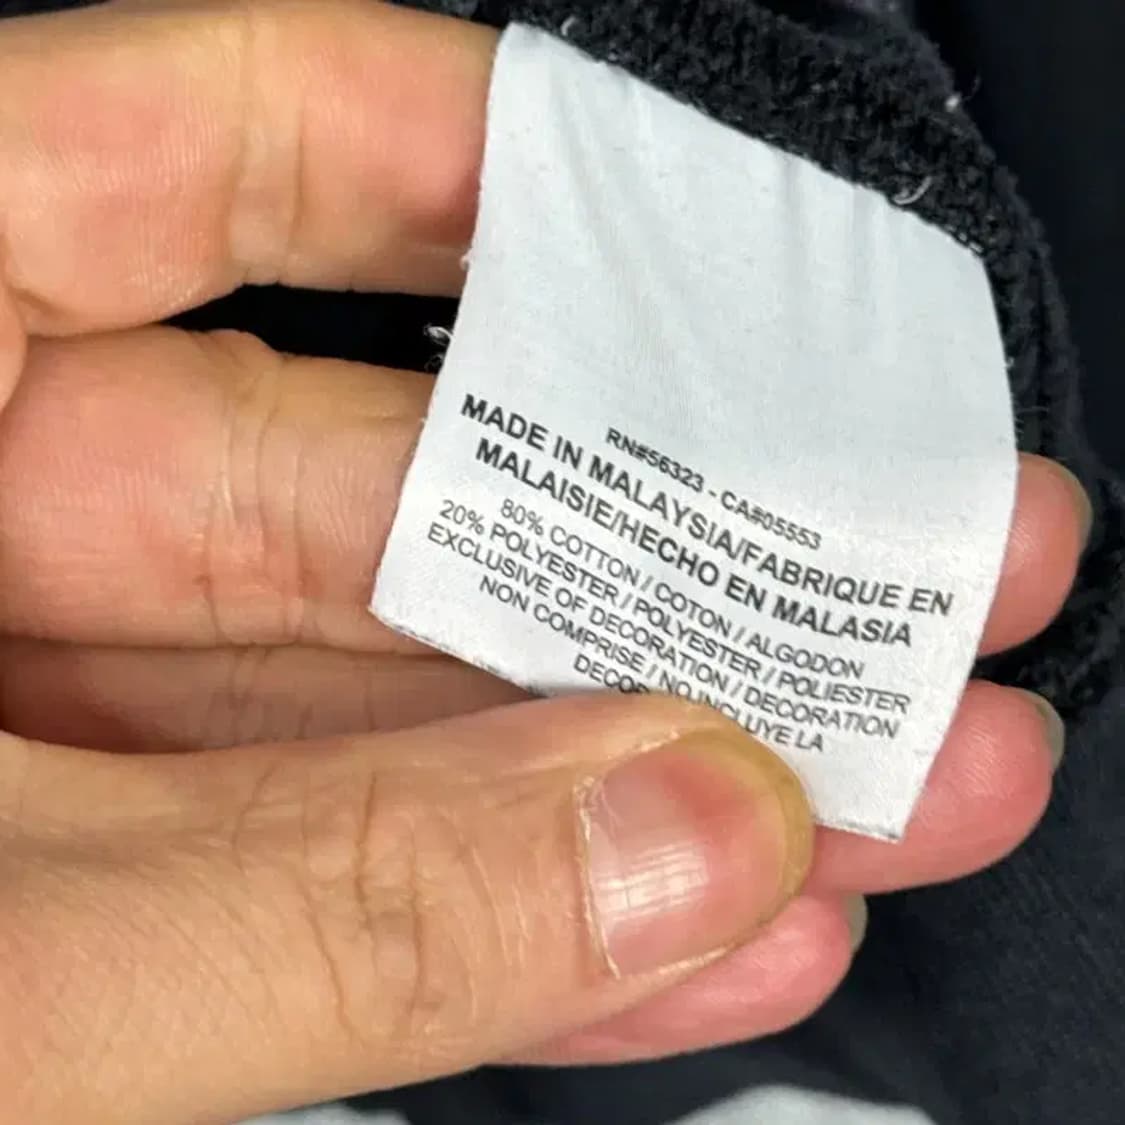 RN#56323 - CA#05553
MADE IN MALAYSIA/FABRIQUE EN
MALAISIE/HECHO EN MALASIA
80% COTTON / COTON / ALGODON
20% POLYESTER / POLYESTER / POLIESTER
EXCLUSIVE OF DECORATION / DECORATION
NON COMPRISE / NO INCLUYE LA